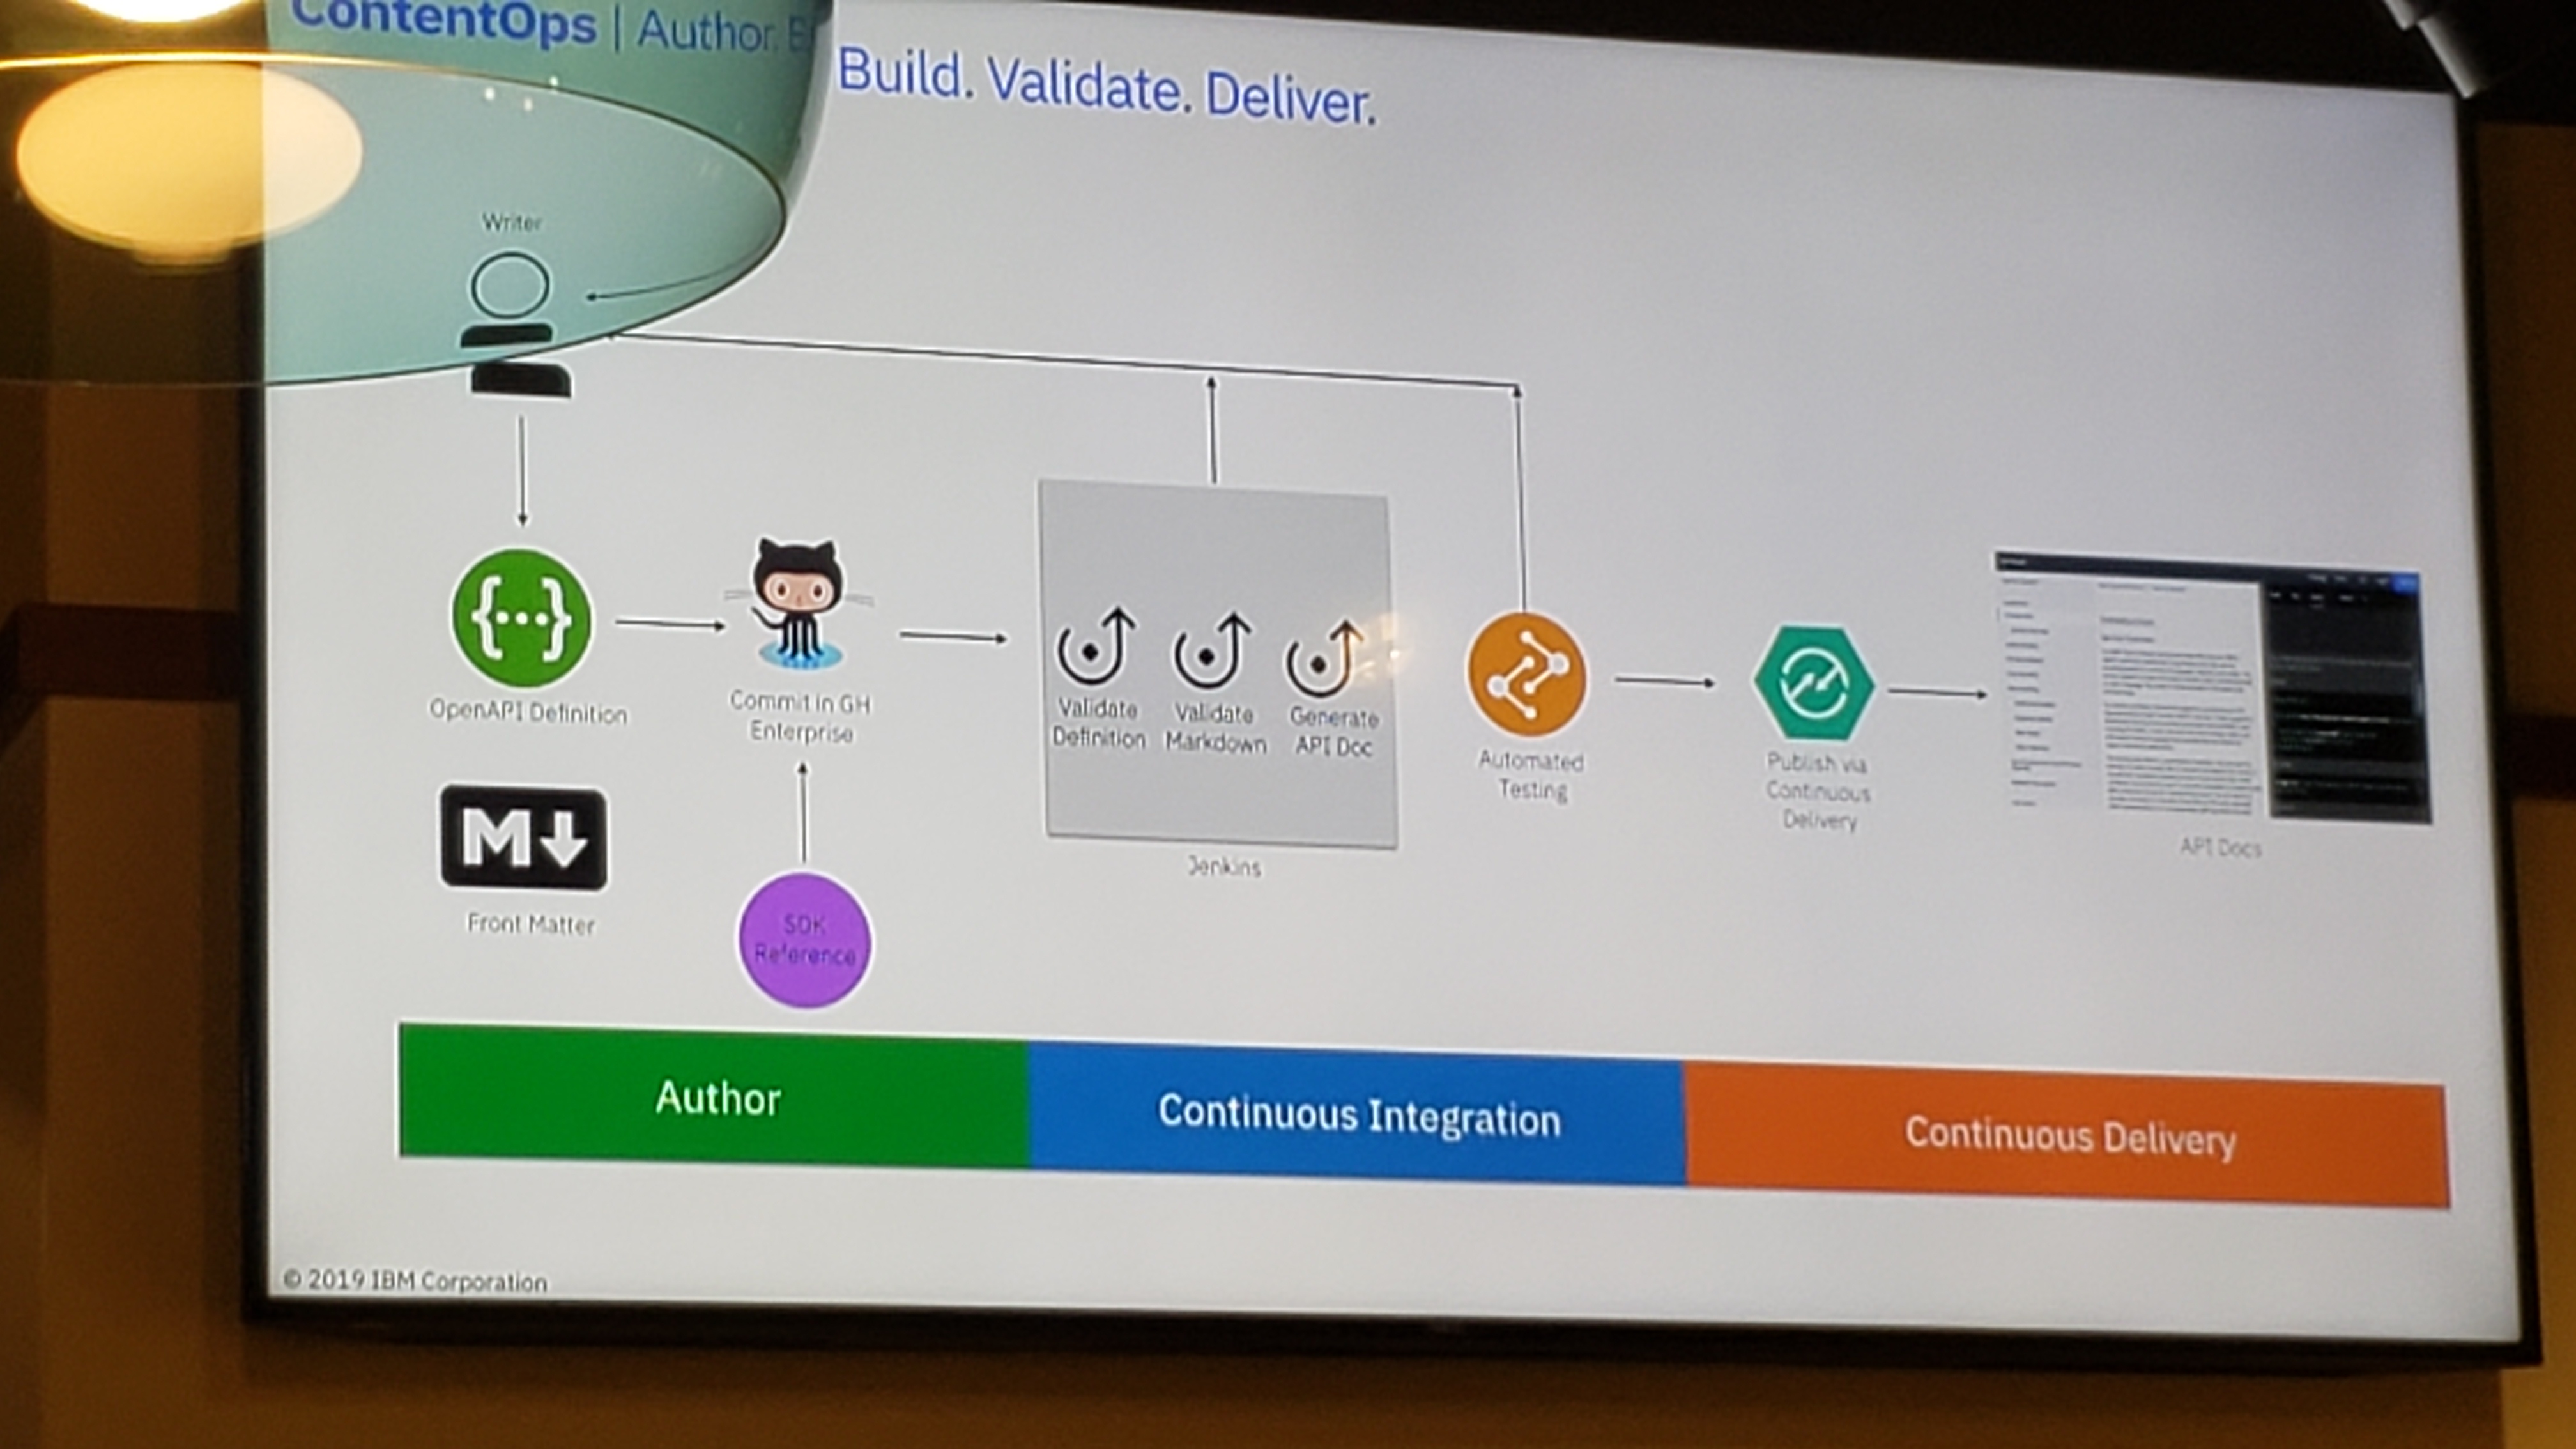 ContentOps | Author. Build. Validate. Deliver.
Writer
OpenAPI Definition
Commit in GH
Enterprise
Validate
Definition
Validate
Markdown
Generate
API Doc
Jenkins
Automated
Testing
Publish via
Continuous
Delivery
API Docs
M
Front Matter
SDK
Reference
Author
Continuous Integration
Continuous Delivery
© 2019 IBM Corporation